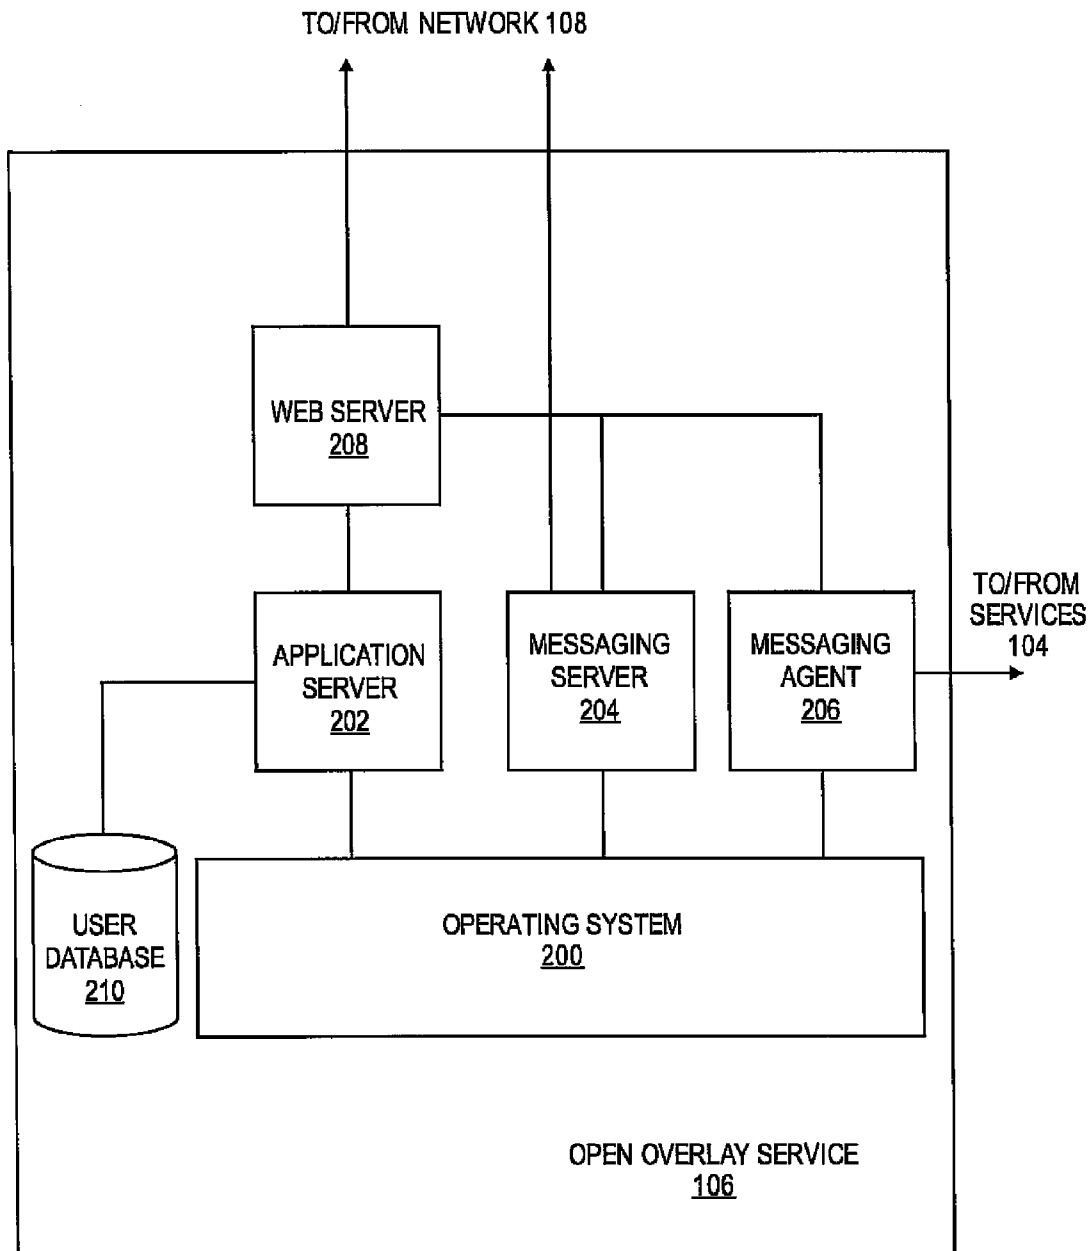 TO/FROM NETWORK 108
WEB SERVER
208
TO/FROM
SERVICES
104
APPLICATION
SERVER
202
MESSAGING
SERVER
204
MESSAGING
AGENT
206
USER
DATABASE
210
OPERATING SYSTEM
200
OPEN OVERLAY SERVICE
106